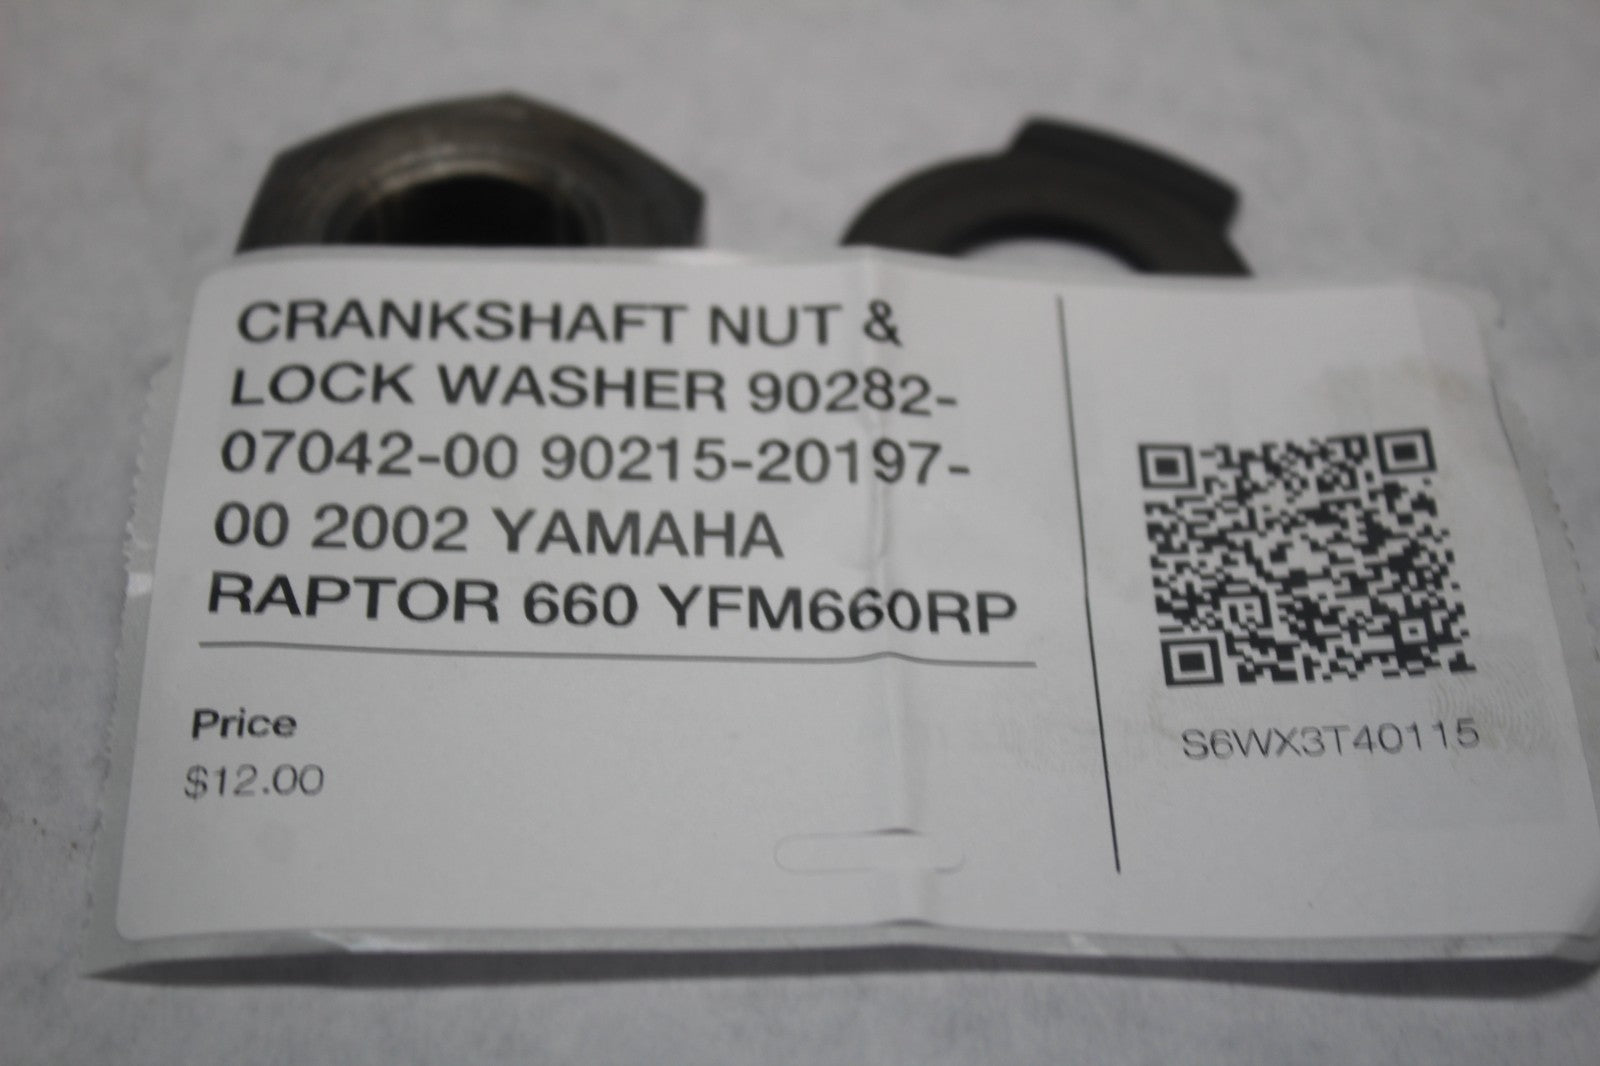 CRANKSHAFT NUT &
LOCK WASHER 90282-
07042-00 90215-20197-
00 2002 YAMAHA
RAPTOR 660 YFM660RP
Price
$12.00
S6WX3T40115